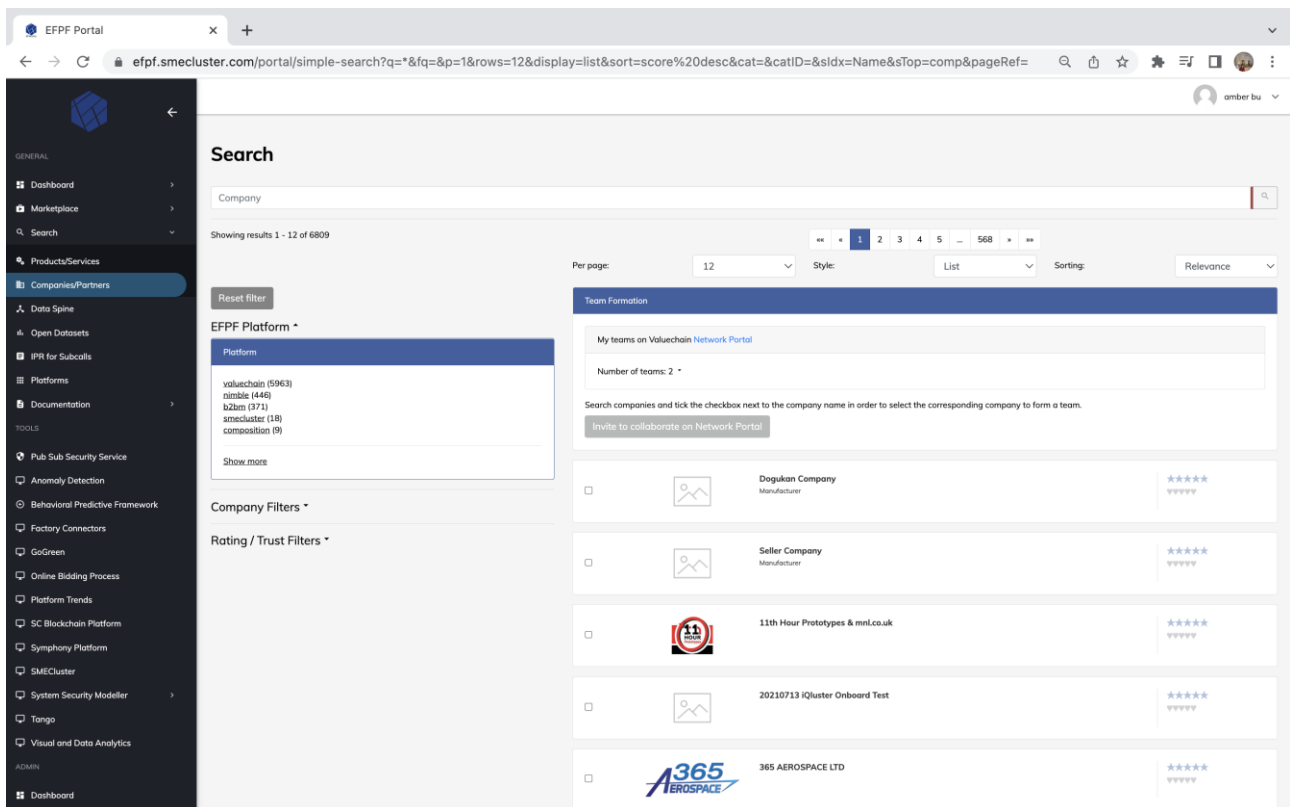 EFPF Portal
efpf.smecluster.com/portal/simple-search?q=*&fq=&p=1&rows=12&display=list&sort=score%20desc&cat=&catID=&sIdx=Name&sTop=comp&pageRef=
amber bu
GENERAL
Dashboard
Marketplace
Search
Products/Services
Companies/Partners
Data Spine
Open Datasets
IPR for Subcalls
Platforms
Documentation
TOOLS
Pub Sub Security Service
Anomaly Detection
Behavioral Predictive Framework
Factory Connectors
GoGreen
Online Bidding Process
Platform Trends
SC Blockchain Platform
Symphony Platform
SMECluster
System Security Modeller
Tango
Visual and Data Analytics
ADMIN
Dashboard
Search
Company
Showing results 1 - 12 of 6809
«« « 1 2 3 4 5 ... 568 » »»
Per page: 12 Style: List Sorting: Relevance
Reset filter
EFPF Platform
Platform
valuechain (5963)
nimble (446)
b2bm (371)
smecluster (18)
composition (9)
Show more
Company Filters
Rating / Trust Filters
Team Formation
My teams on Valuechain Network Portal
Number of teams: 2
Search companies and tick the checkbox next to the company name in order to select the corresponding company to form a team.
Invite to collaborate on Network Portal
Dogukan Company
Manufacturer
Seller Company
Manufacturer
11
HOUR
11th Hour Prototypes & mnl.co.uk
20210713 iQluster Onboard Test
A365
AEROSPACE
365 AEROSPACE LTD